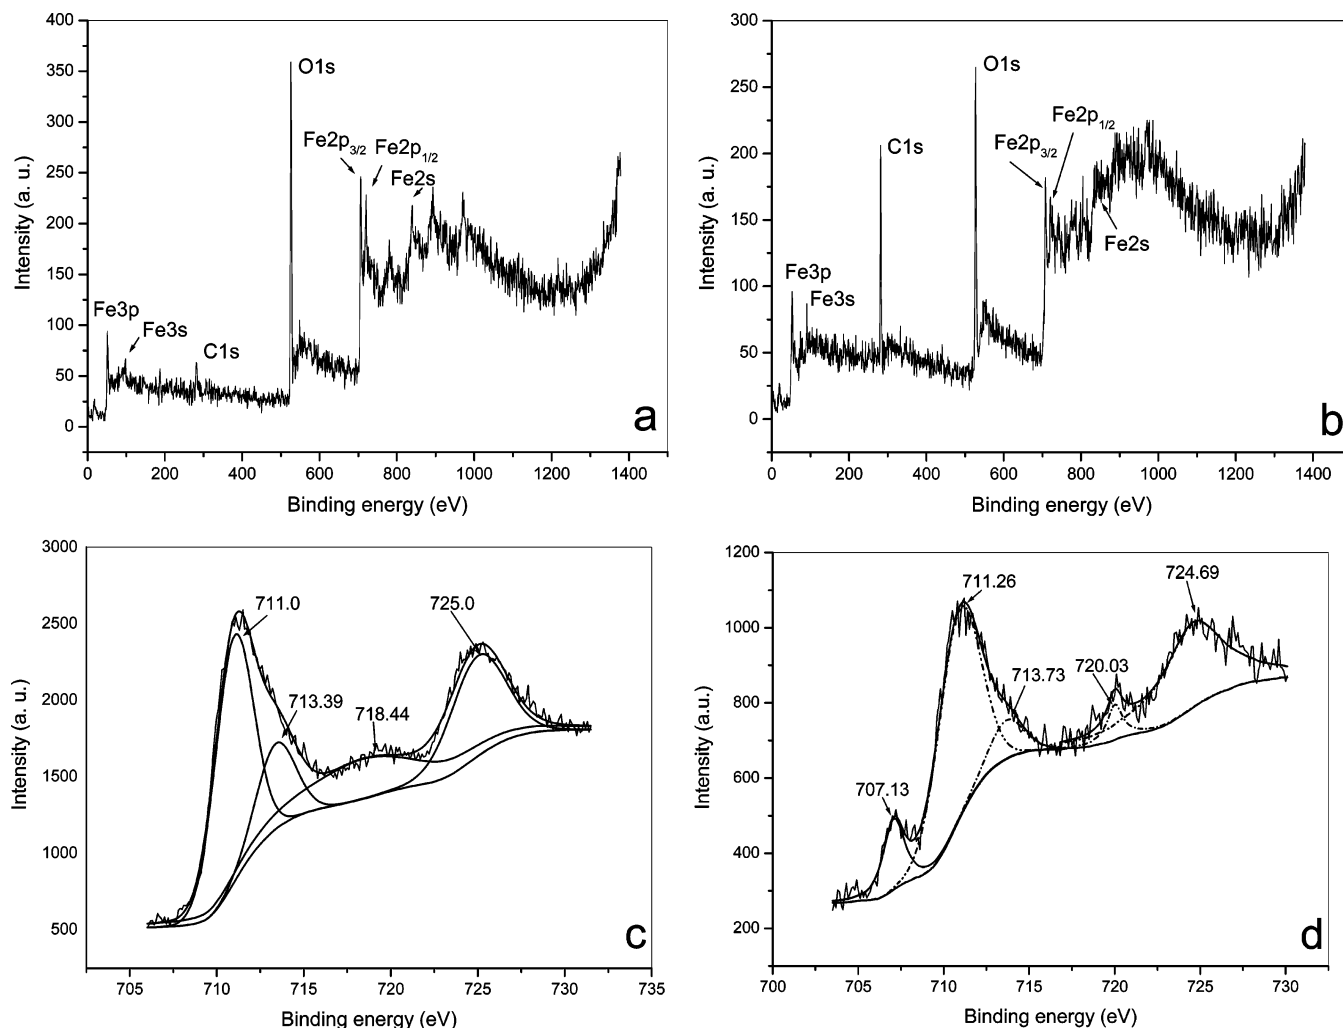 400
350
300
250
200
150
100
50
0
Intensity (a. u.)
O1s
Fe2p3/2
Fe2p1/2
Fe2s
Fe3p
Fe3s
C1s
a
0 200 400 600 800 1000 1200 1400
Binding energy (eV)
300
250
200
150
100
50
0
Intensity (a. u.)
O1s
C1s
Fe2p1/2
Fe2p3/2
Fe2s
Fe3p
Fe3s
b
0 200 400 600 800 1000 1200 1400
Binding energy (eV)
3000
2500
2000
1500
1000
500
Intensity (a. u.)
711.0
725.0
713.39
718.44
c
705 710 715 720 725 730 735
Binding energy (eV)
1200
1000
800
600
400
200
Intensity (a.u.)
711.26
724.69
713.73
720.03
707.13
d
700 705 710 715 720 725 730
Binding energy (eV)